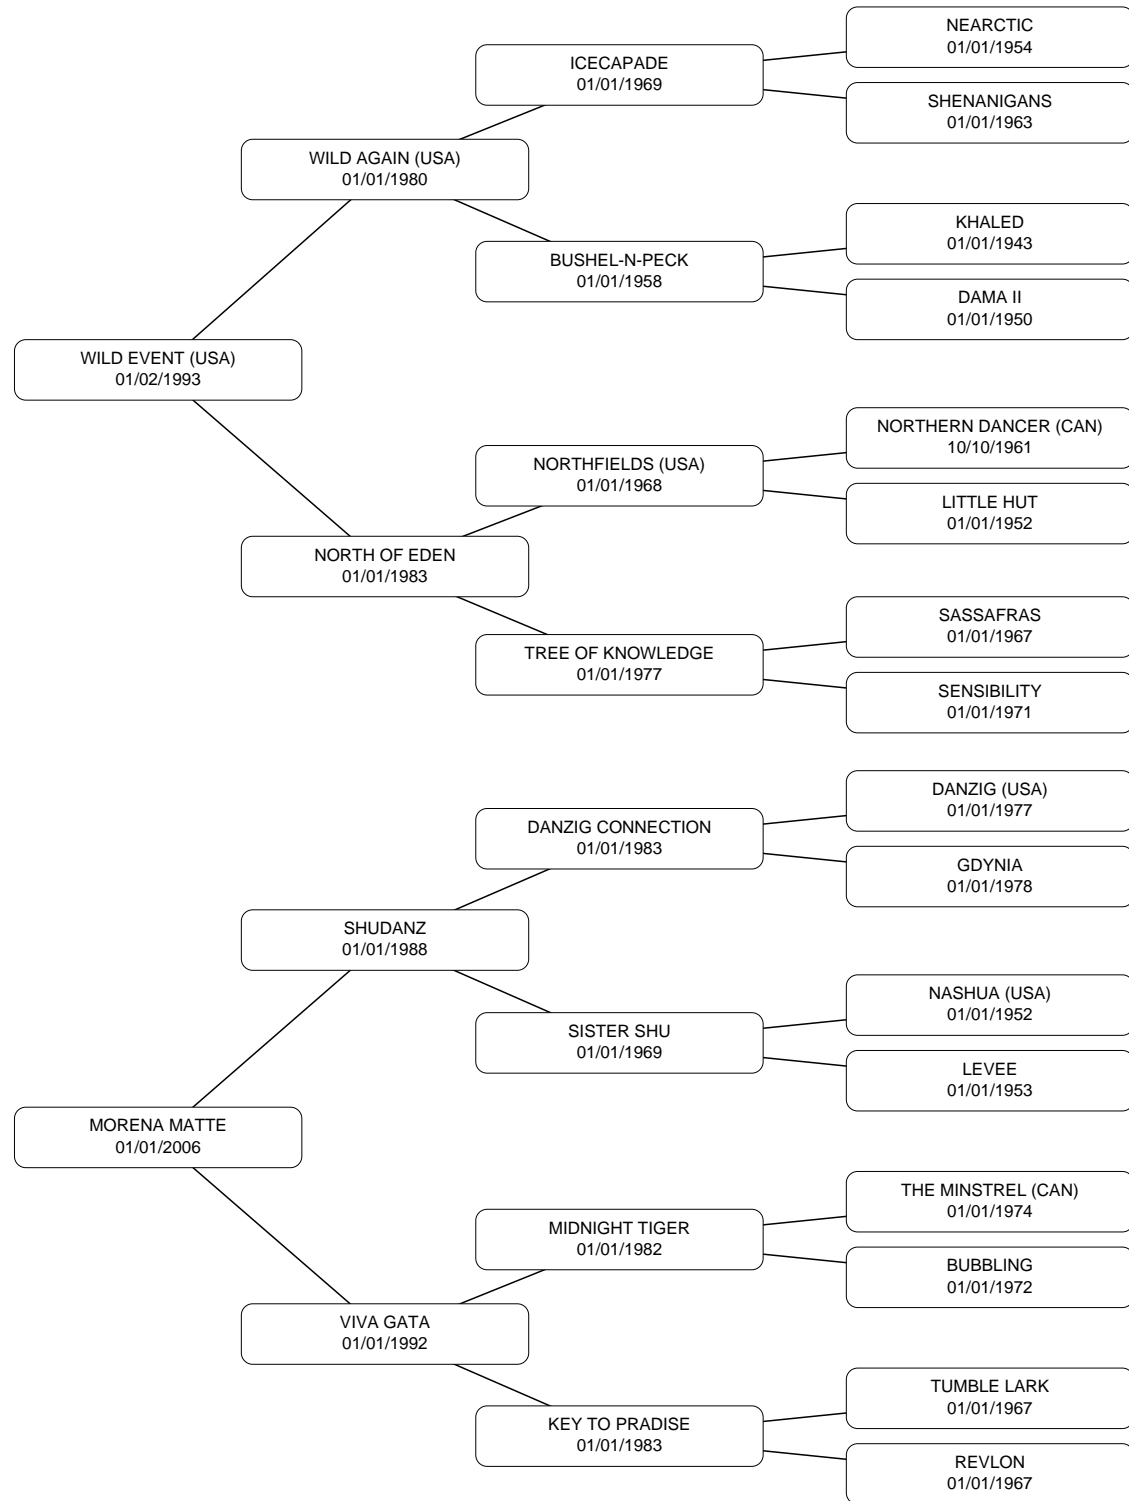 NEARCTIC
01/01/1954
ICECAPADE
01/01/1969
SHENANIGANS
01/01/1963
WILD AGAIN (USA)
01/01/1980
KHALED
01/01/1943
BUSHEL-N-PECK
01/01/1958
DAMA II
01/01/1950
WILD EVENT (USA)
01/02/1993
NORTHERN DANCER (CAN)
10/10/1961
NORTHFIELDS (USA)
01/01/1968
LITTLE HUT
01/01/1952
NORTH OF EDEN
01/01/1983
SASSAFRAS
01/01/1967
TREE OF KNOWLEDGE
01/01/1977
SENSIBILITY
01/01/1971
DANZIG (USA)
01/01/1977
DANZIG CONNECTION
01/01/1983
GDYNIA
01/01/1978
SHUDANZ
01/01/1988
NASHUA (USA)
01/01/1952
SISTER SHU
01/01/1969
LEVEE
01/01/1953
MORENA MATTE
01/01/2006
THE MINSTREL (CAN)
01/01/1974
MIDNIGHT TIGER
01/01/1982
BUBBLING
01/01/1972
VIVA GATA
01/01/1992
TUMBLE LARK
01/01/1967
KEY TO PRADISE
01/01/1983
REVLON
01/01/1967